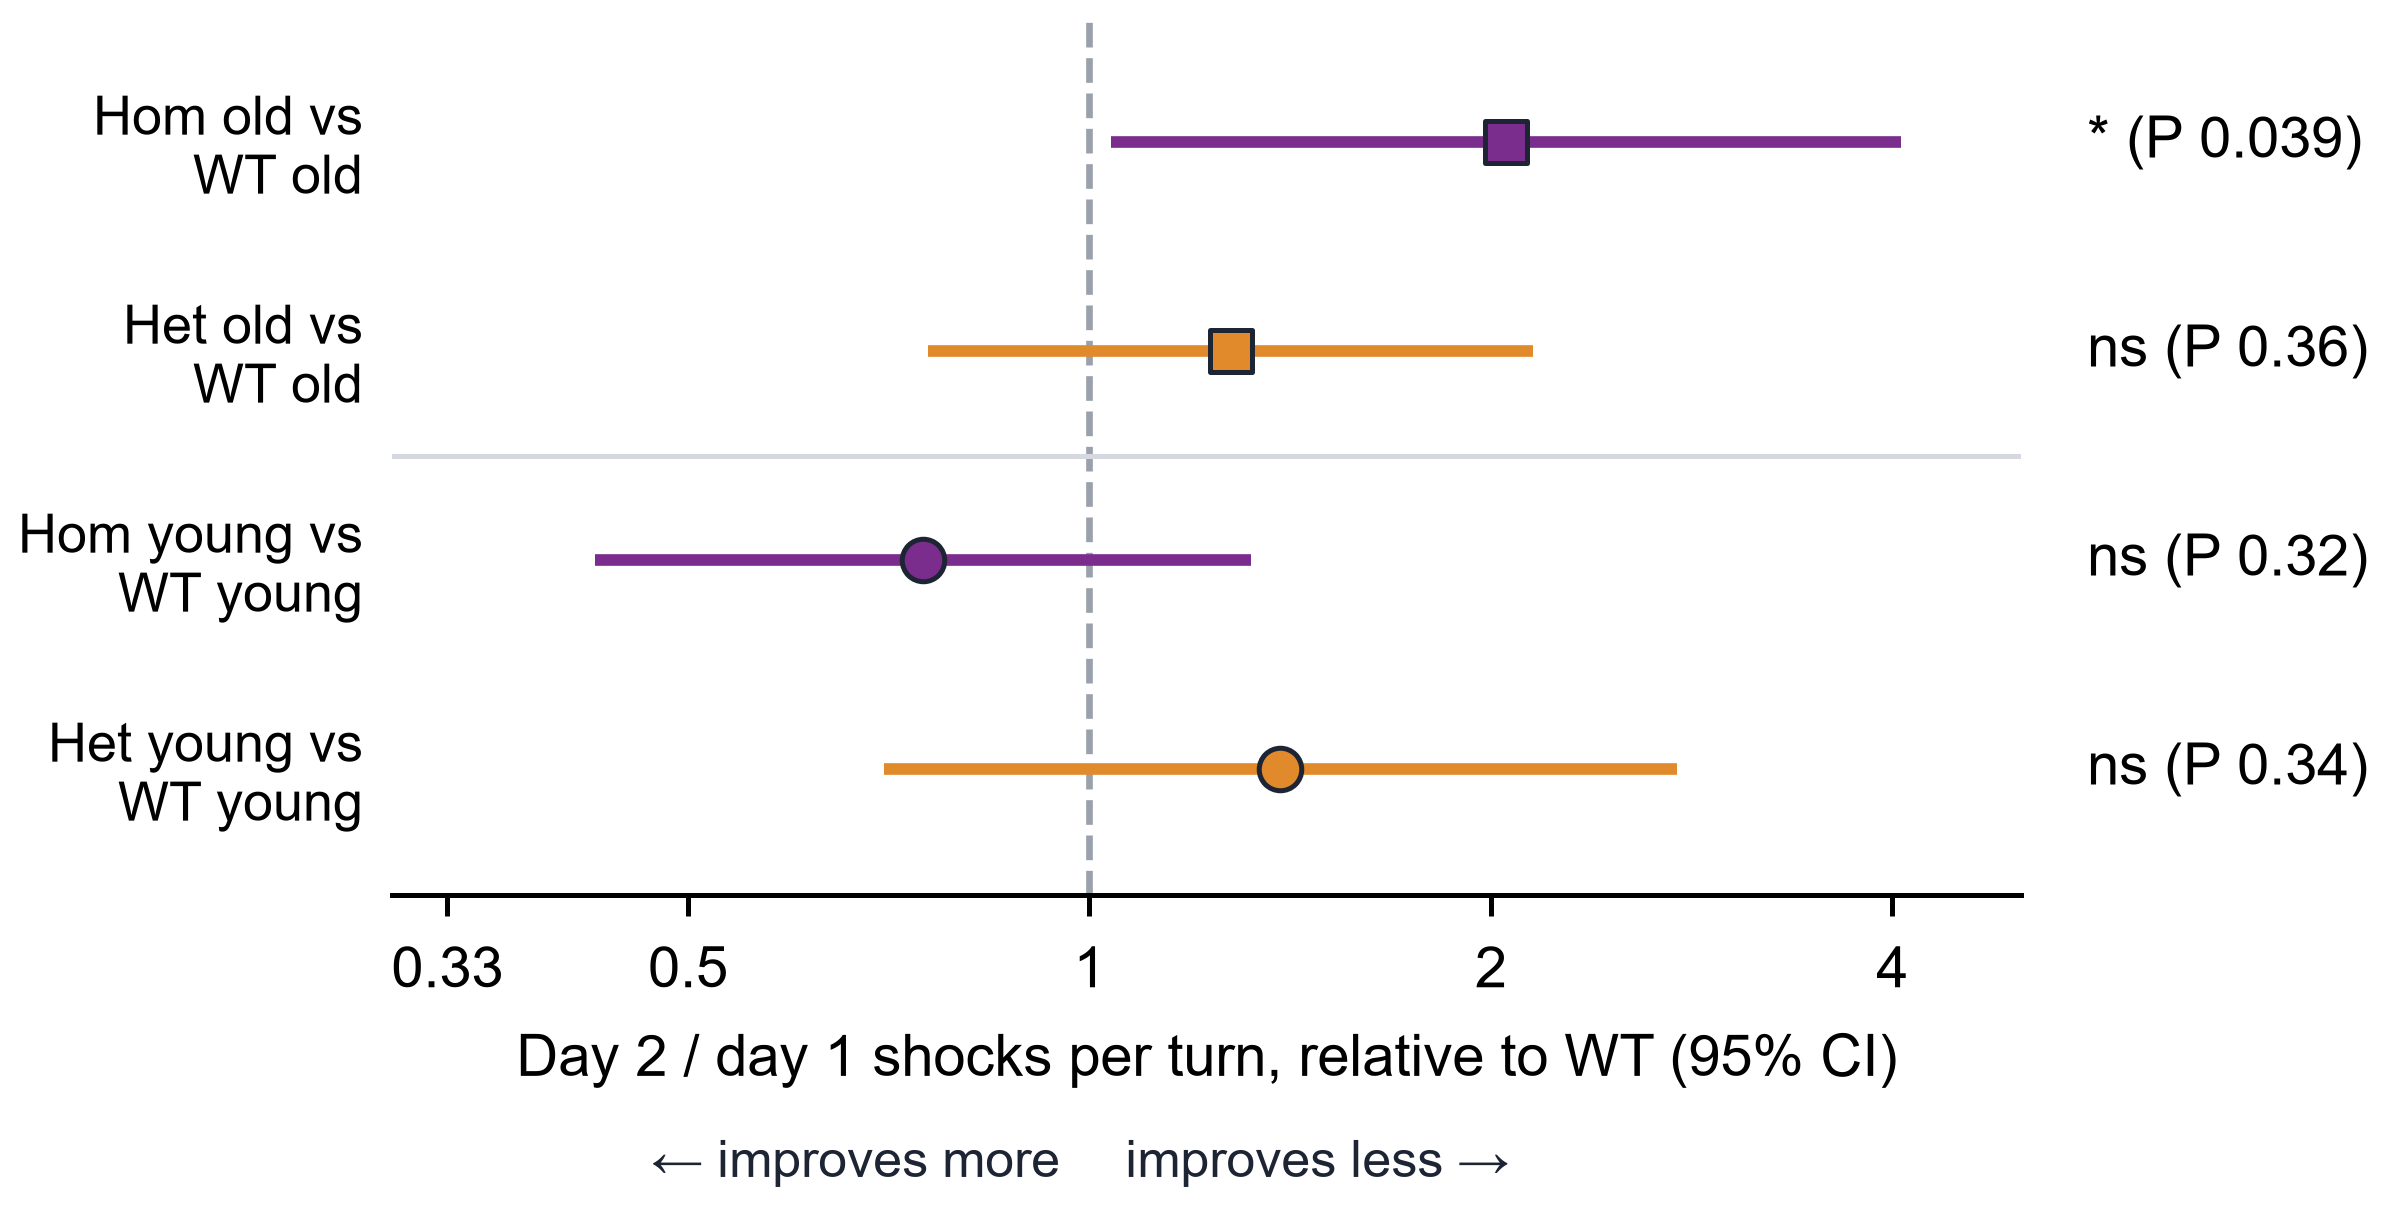 Hom old vs
WT old
* (P 0.039)
Het old vs
WT old
ns (P 0.36)
Hom young vs
WT young
ns (P 0.32)
Het young vs
WT young
ns (P 0.34)
0.33 0.5 1 2 4
Day 2 / day 1 shocks per turn, relative to WT (95% CI)
← improves more improves less →